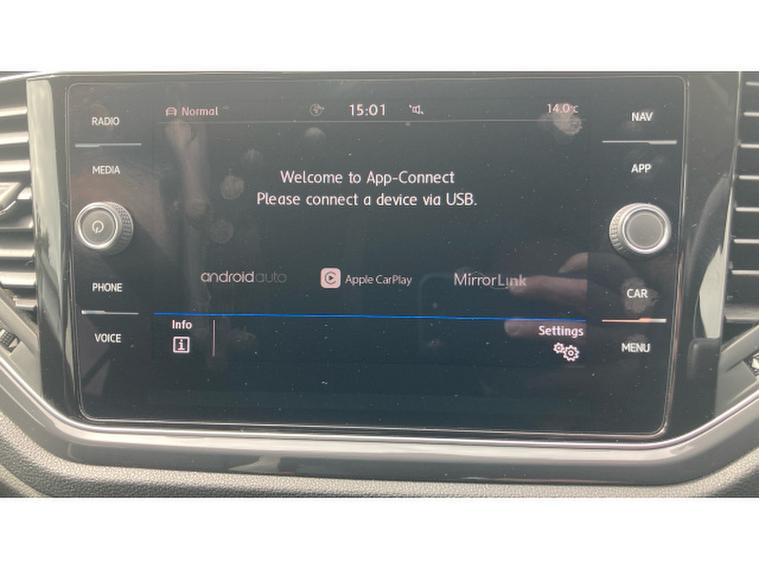 RADIO
MEDIA
PHONE
VOICE
Normal
15:01
14.0°C
Welcome to App-Connect
Please connect a device via USB.
androidauto
Apple CarPlay
MirrorLink
Info
i
Settings
NAV
APP
CAR
MENU